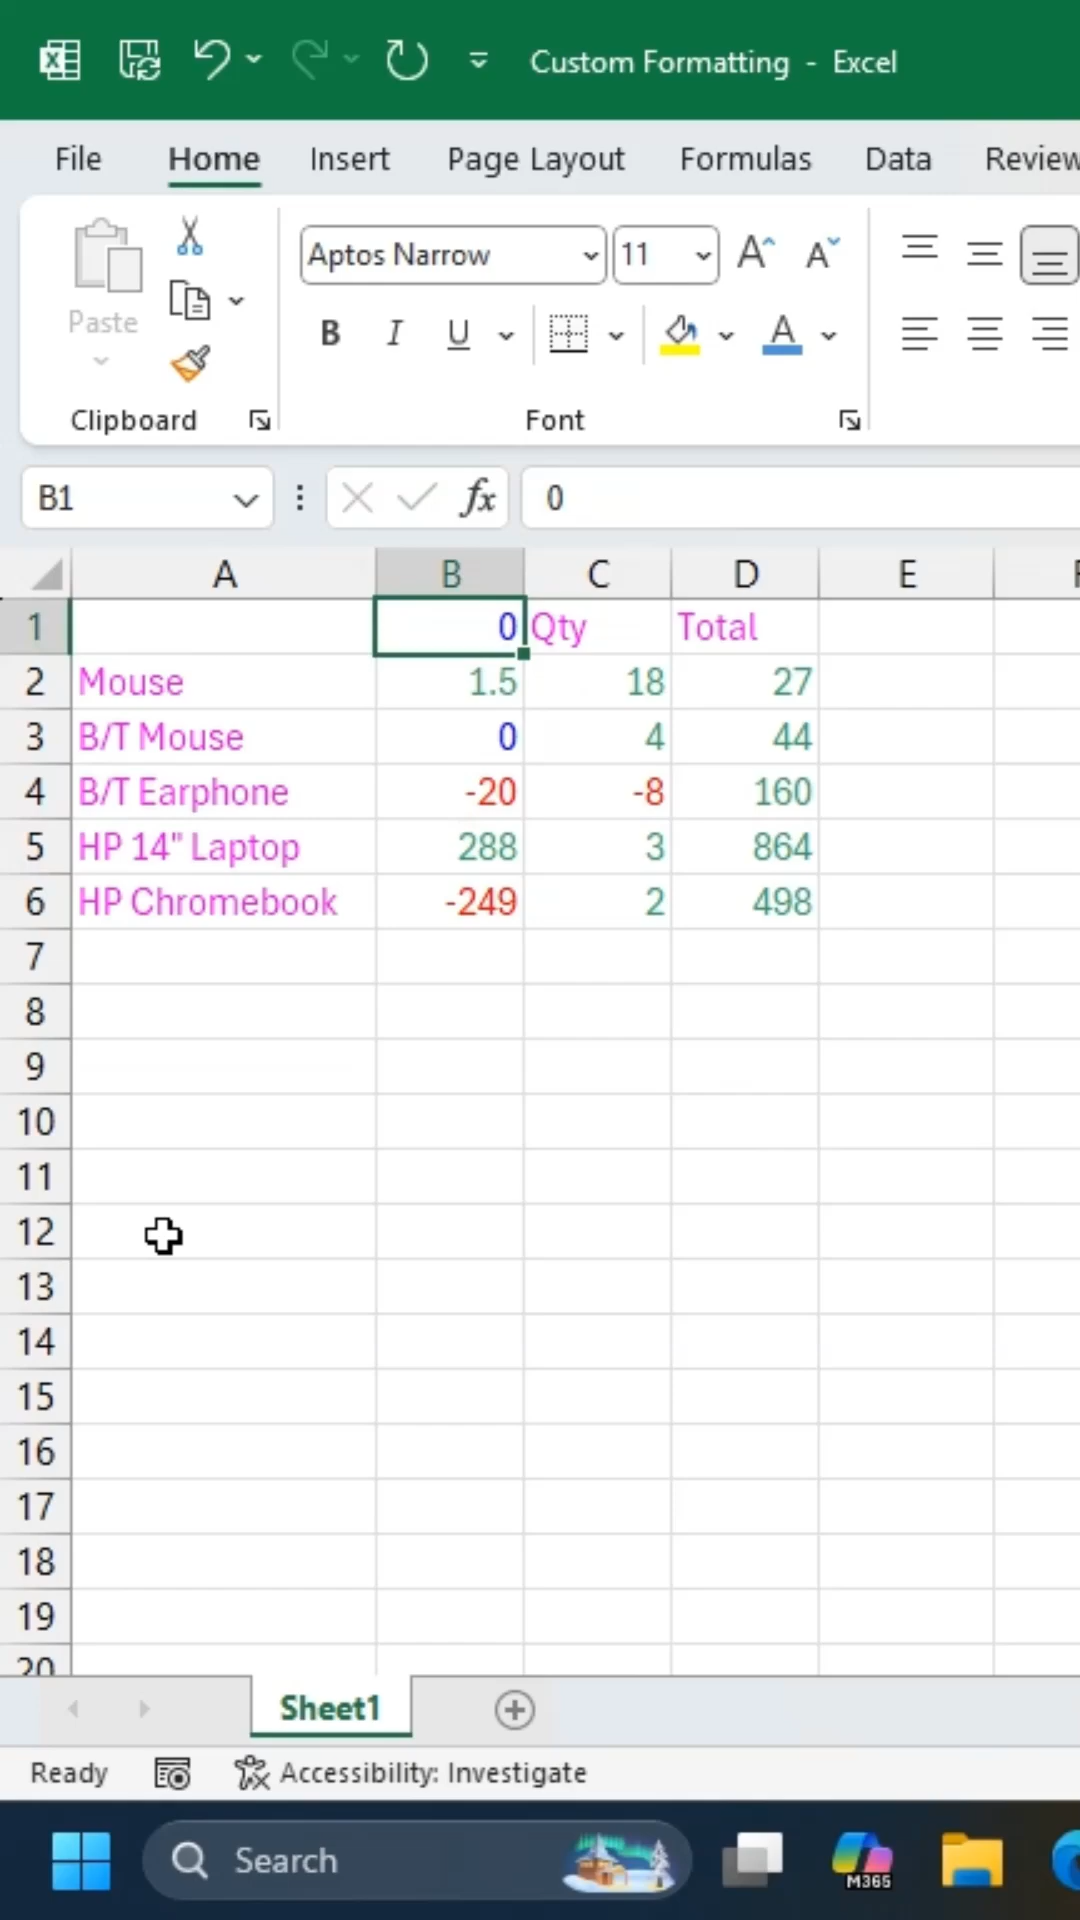 Custom Formatting - Excel
File Home Insert Page Layout Formulas Data Review
Paste
Aptos Narrow 11
B I U A
Clipboard Font
B1 fx 0
A B C D E
1 0 Qty Total
2 Mouse 1.5 18 27
3 B/T Mouse 0 4 44
4 B/T Earphone -20 -8 160
5 HP 14" Laptop 288 3 864
6 HP Chromebook -249 2 498
7
8
9
10
11
12
13
14
15
16
17
18
19
20
Sheet1
Ready Accessibility: Investigate
Search M365